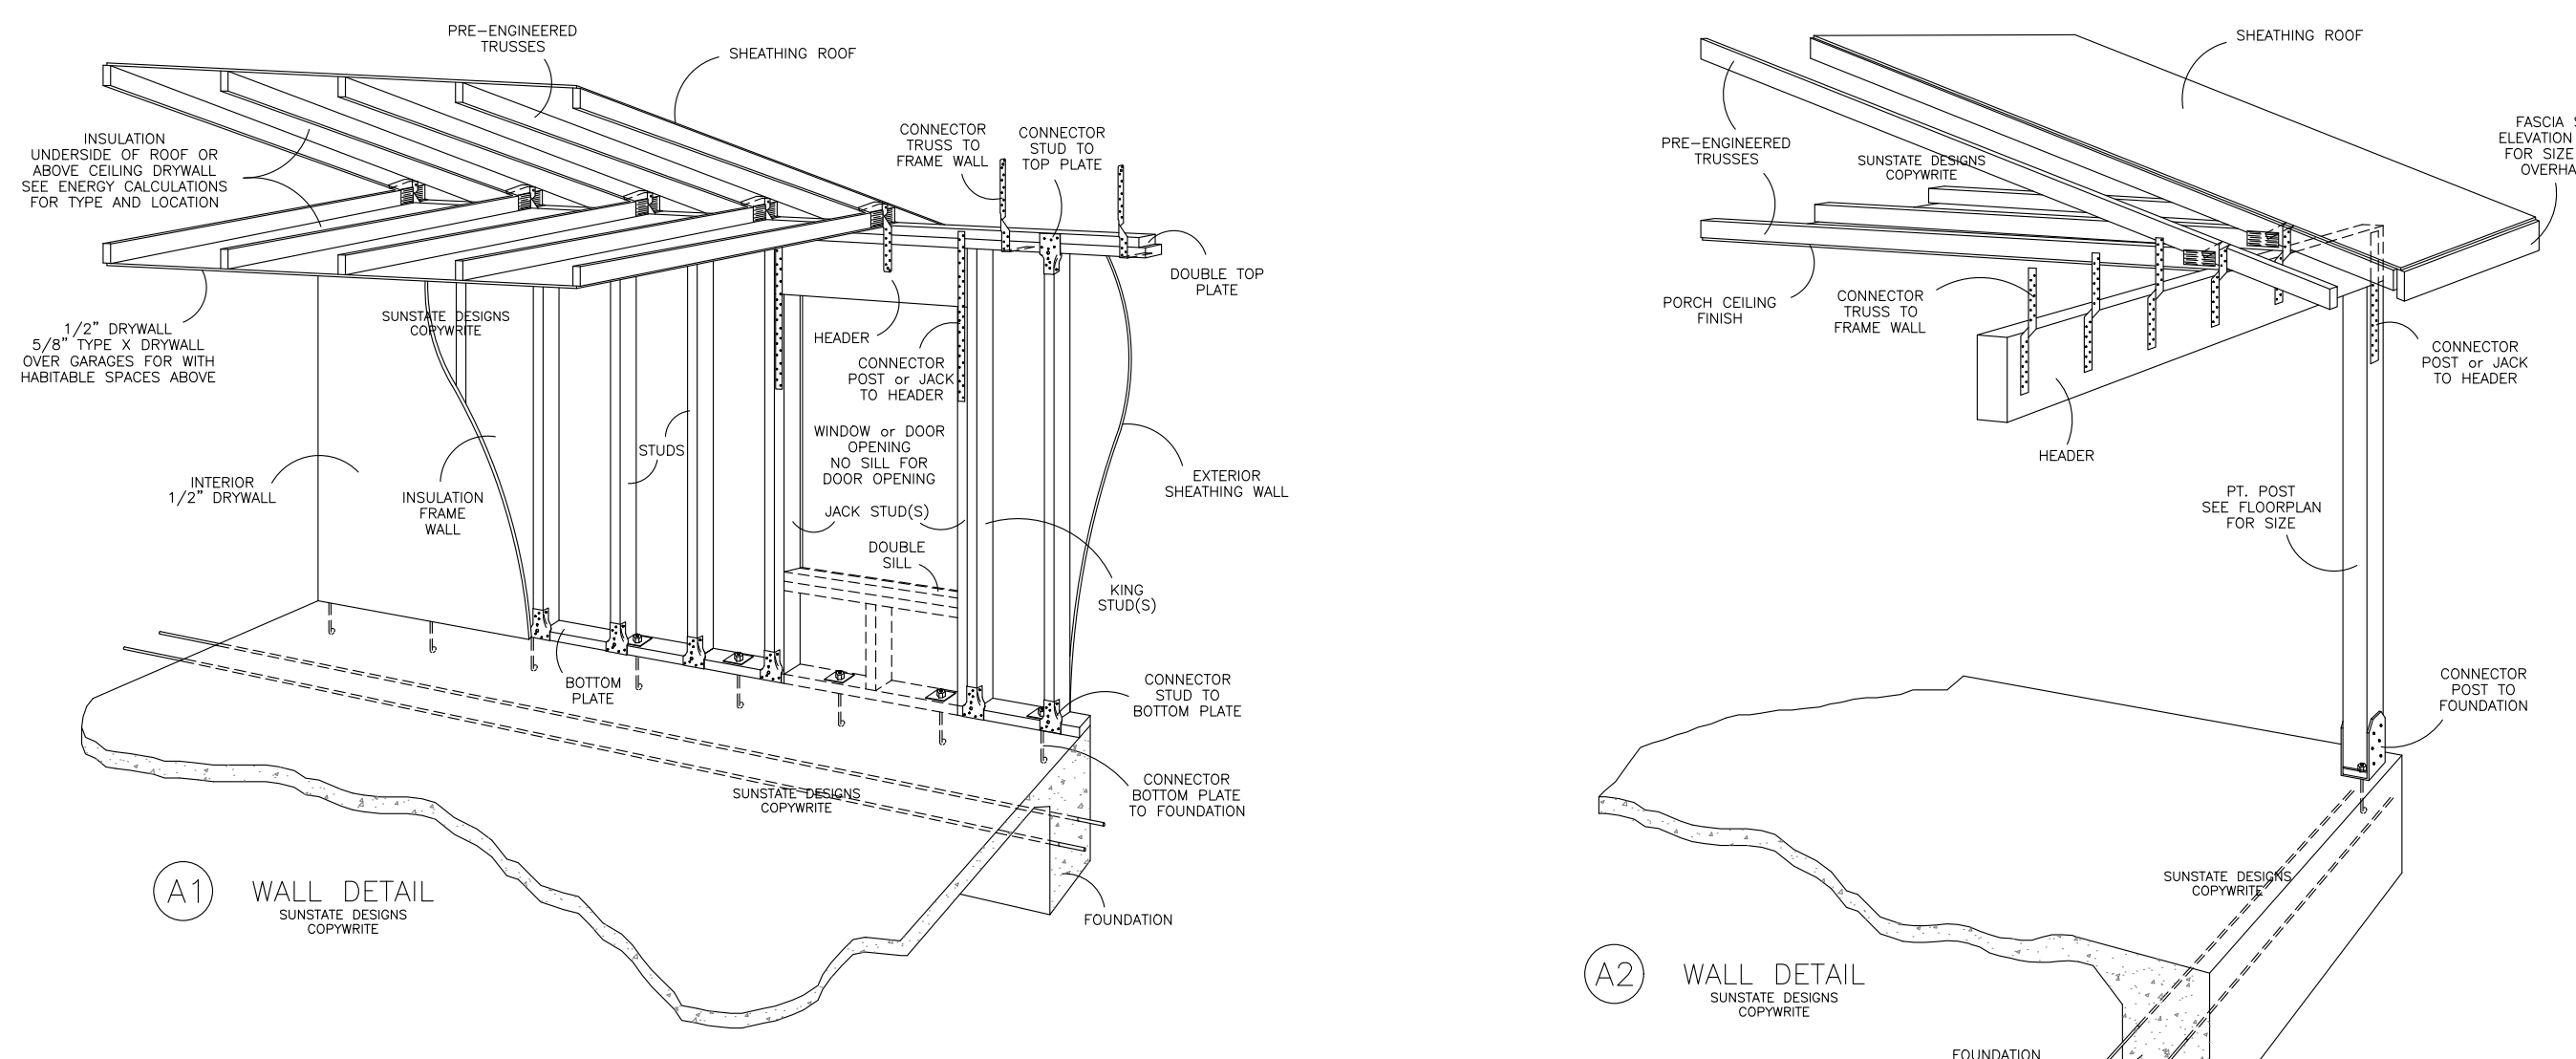 PRE-ENGINEERED
TRUSSES
SHEATHING ROOF
INSULATION
UNDERSIDE OF ROOF OR
ABOVE CEILING DRYWALL
SEE ENERGY CALCULATIONS
FOR TYPE AND LOCATION
CONNECTOR
TRUSS TO
FRAME WALL
CONNECTOR
STUD TO
TOP PLATE
DOUBLE TOP
PLATE
1/2" DRYWALL
5/8" TYPE X DRYWALL
OVER GARAGES FOR WITH
HABITABLE SPACES ABOVE
SUNSTATE DESIGNS
COPYWRITE
HEADER
CONNECTOR
POST or JACK
TO HEADER
WINDOW or DOOR
OPENING
NO SILL FOR
DOOR OPENING
STUDS
INTERIOR
1/2" DRYWALL
INSULATION
FRAME
WALL
JACK STUD(S)
EXTERIOR
SHEATHING WALL
DOUBLE
SILL
KING
STUD(S)
BOTTOM
PLATE
CONNECTOR
STUD TO
BOTTOM PLATE
CONNECTOR
BOTTOM PLATE
TO FOUNDATION
SUNSTATE DESIGNS
COPYWRITE
FOUNDATION
A1
WALL DETAIL
SUNSTATE DESIGNS
COPYWRITE
SHEATHING ROOF
FASCIA
ELEVATION
FOR SIZE
PRE-ENGINEERED
TRUSSES
SUNSTATE DESIGNS
COPYWRITE
PORCH CEILING
FINISH
CONNECTOR
TRUSS TO
FRAME WALL
CONNECTOR
POST or JACK
TO HEADER
HEADER
PT. POST
SEE FLOORPLAN
FOR SIZE
CONNECTOR
POST TO
FOUNDATION
SUNSTATE DESIGNS
COPYWRITE
A2
WALL DETAIL
SUNSTATE DESIGNS
COPYWRITE
FOUNDATION